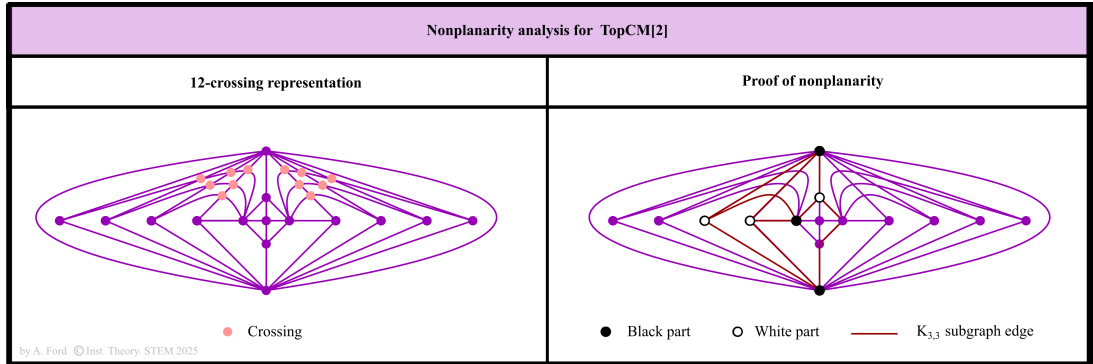 Nonplanarity analysis for TopCM[2]
12-crossing representation
Proof of nonplanarity
Crossing
Black part
White part
K3,3 subgraph edge
by A. Ford ©Inst. Theory. STEM 2025